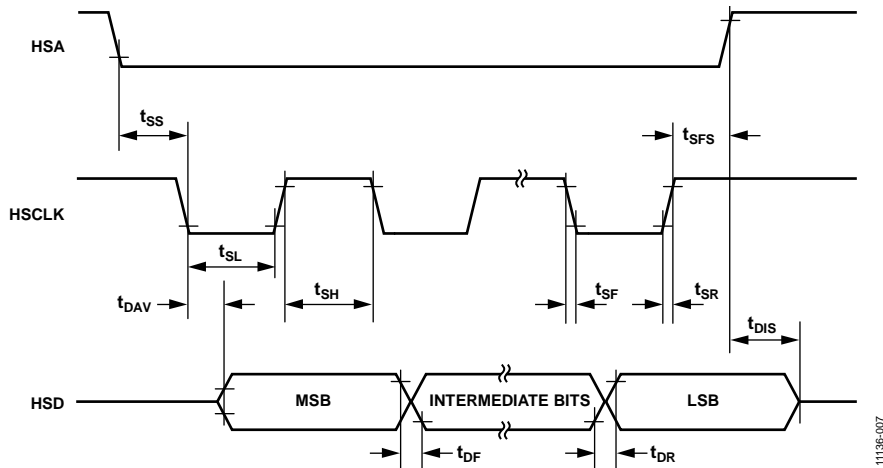 HSA
tSS
tSFS
HSCLK
tSL
tSH
tSF
tSR
tDAV
tDIS
HSD
MSB
INTERMEDIATE BITS
LSB
tDF
tDR
11136-007